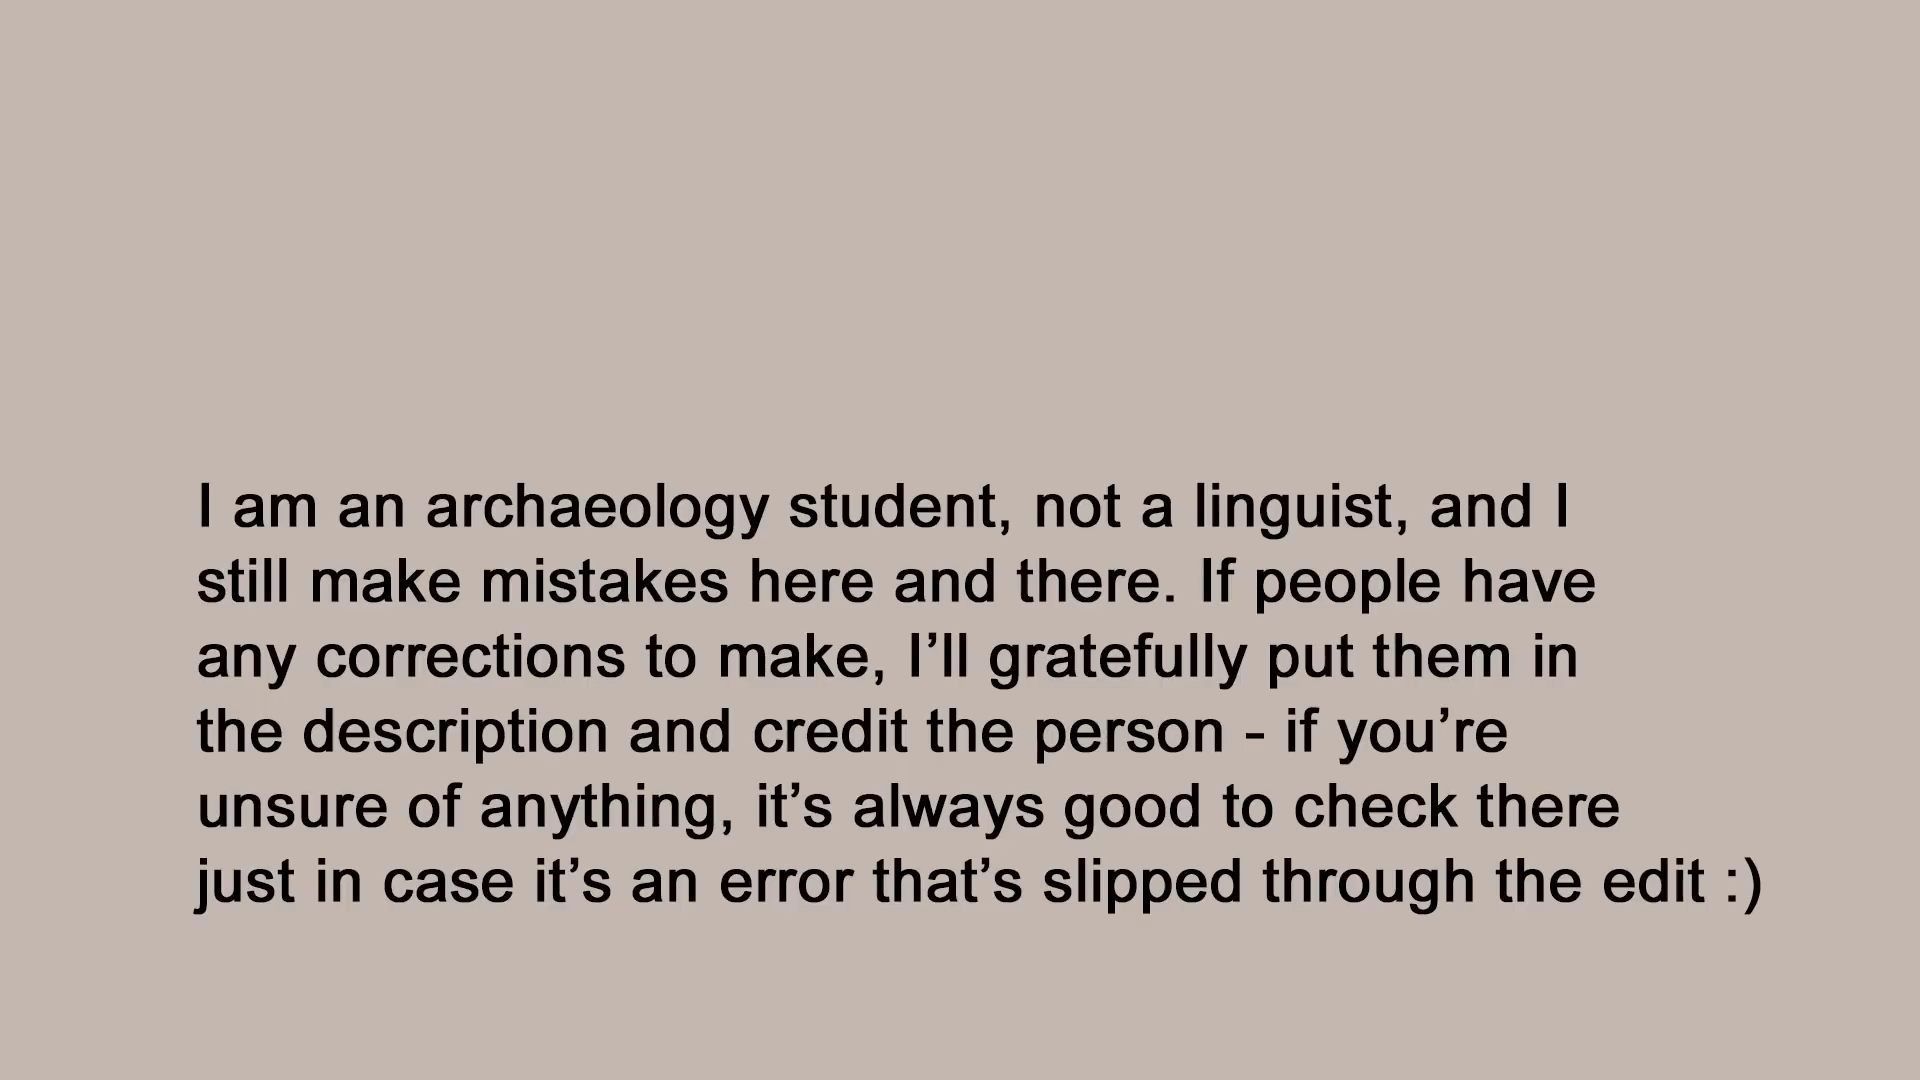 I am an archaeology student, not a linguist, and I
still make mistakes here and there. If people have
any corrections to make, I’ll gratefully put them in
the description and credit the person - if you’re
unsure of anything, it’s always good to check there
just in case it’s an error that’s slipped through the edit :)